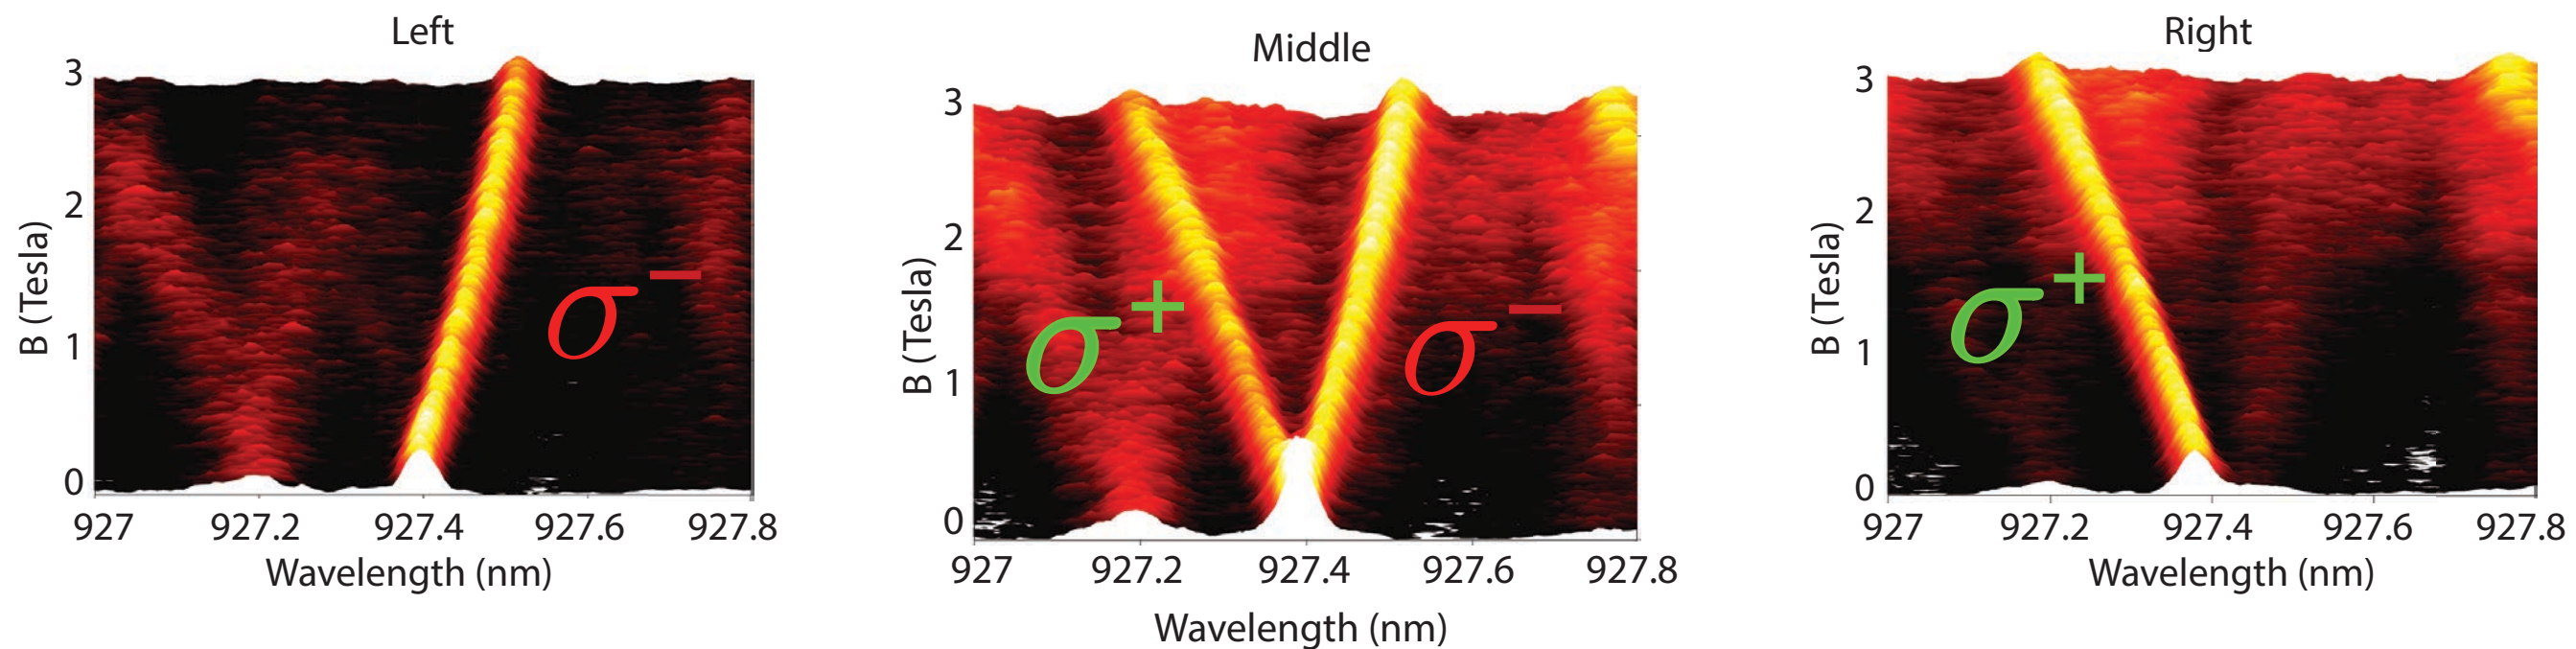 Left
3
2
1
0
B (Tesla)
σ−
927 927.2 927.4 927.6 927.8
Wavelength (nm)
Middle
3
2
1
0
B (Tesla)
σ+
σ−
927 927.2 927.4 927.6 927.8
Wavelength (nm)
Right
3
2
1
0
B (Tesla)
σ+
927 927.2 927.4 927.6 927.8
Wavelength (nm)